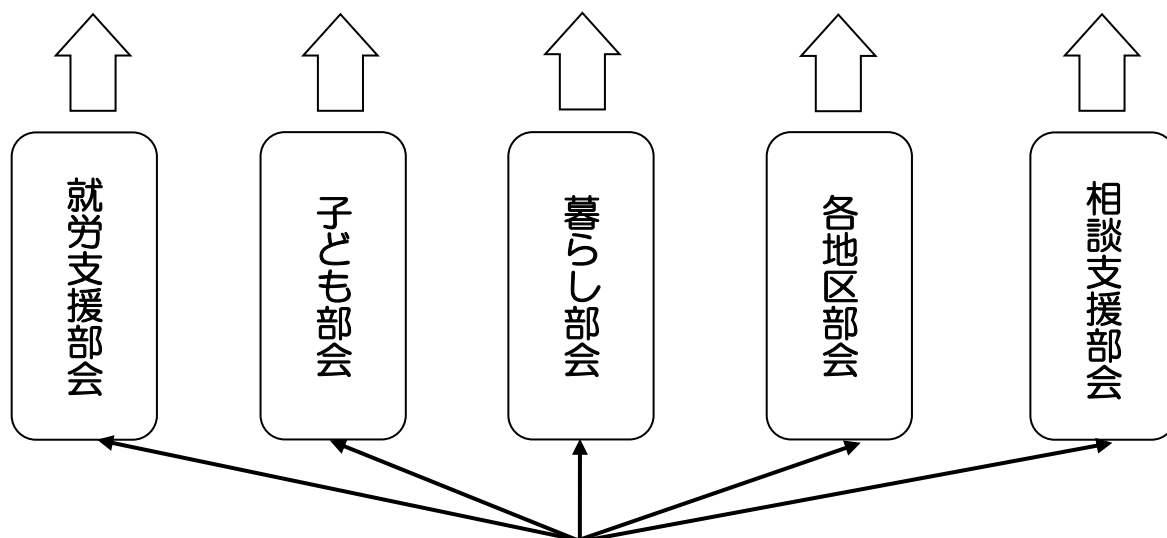 就労支援部会
子ども部会
暮らし部会
各地区部会
相談支援部会